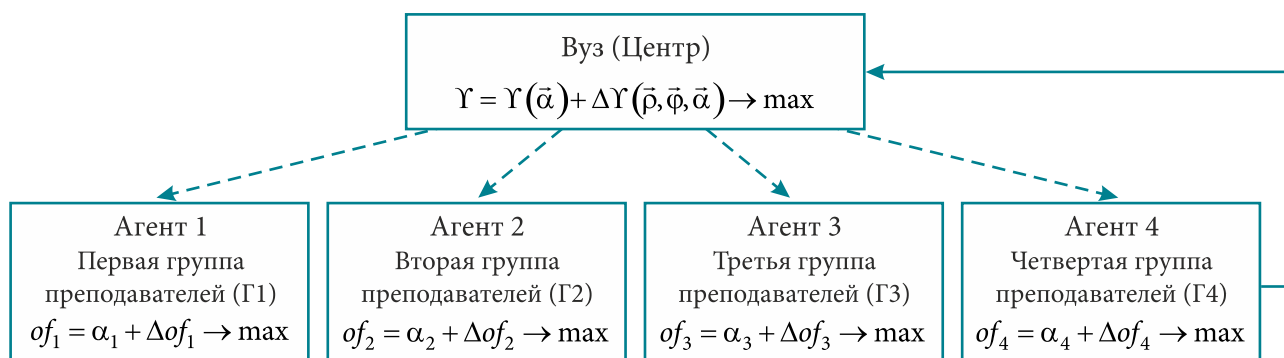 Вуз (Центр)
ϒ = ϒ(α⃗) + Δϒ(ρ⃗, φ⃗, α⃗) → max
Агент 1
Первая группа
преподавателей (Г1)
of₁ = α₁ + Δof₁ → max
Агент 2
Вторая группа
преподавателей (Г2)
of₂ = α₂ + Δof₂ → max
Агент 3
Третья группа
преподавателей (Г3)
of₃ = α₃ + Δof₃ → max
Агент 4
Четвертая группа
преподавателей (Г4)
of₄ = α₄ + Δof₄ → max